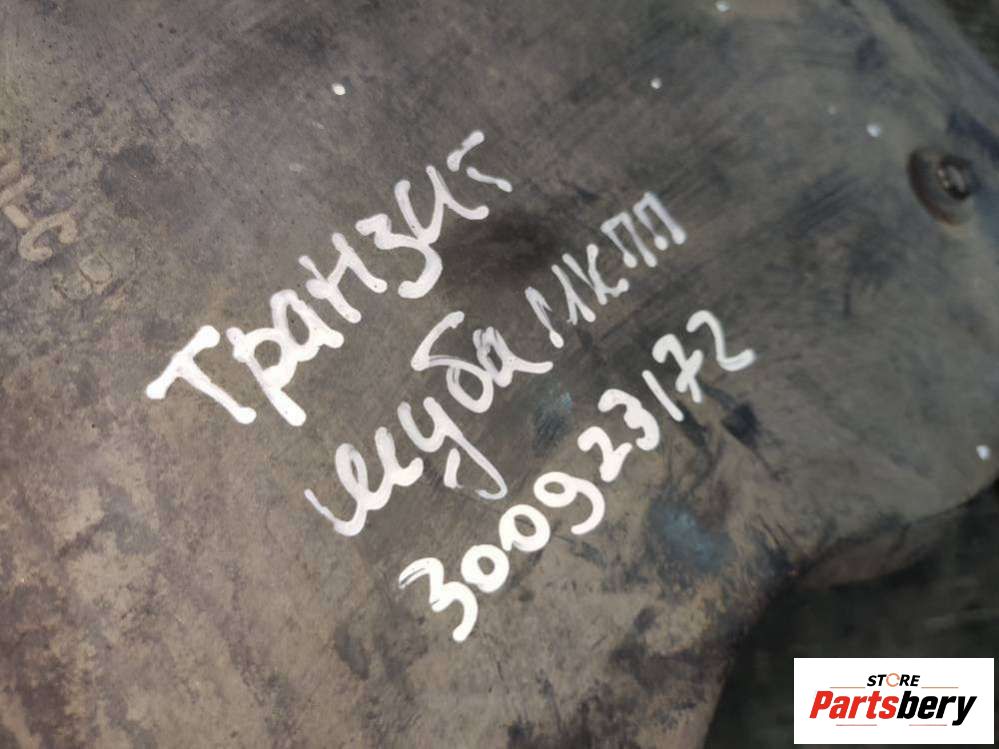 Транзит
шуба МКПП
300923172
STORE
Partsbery